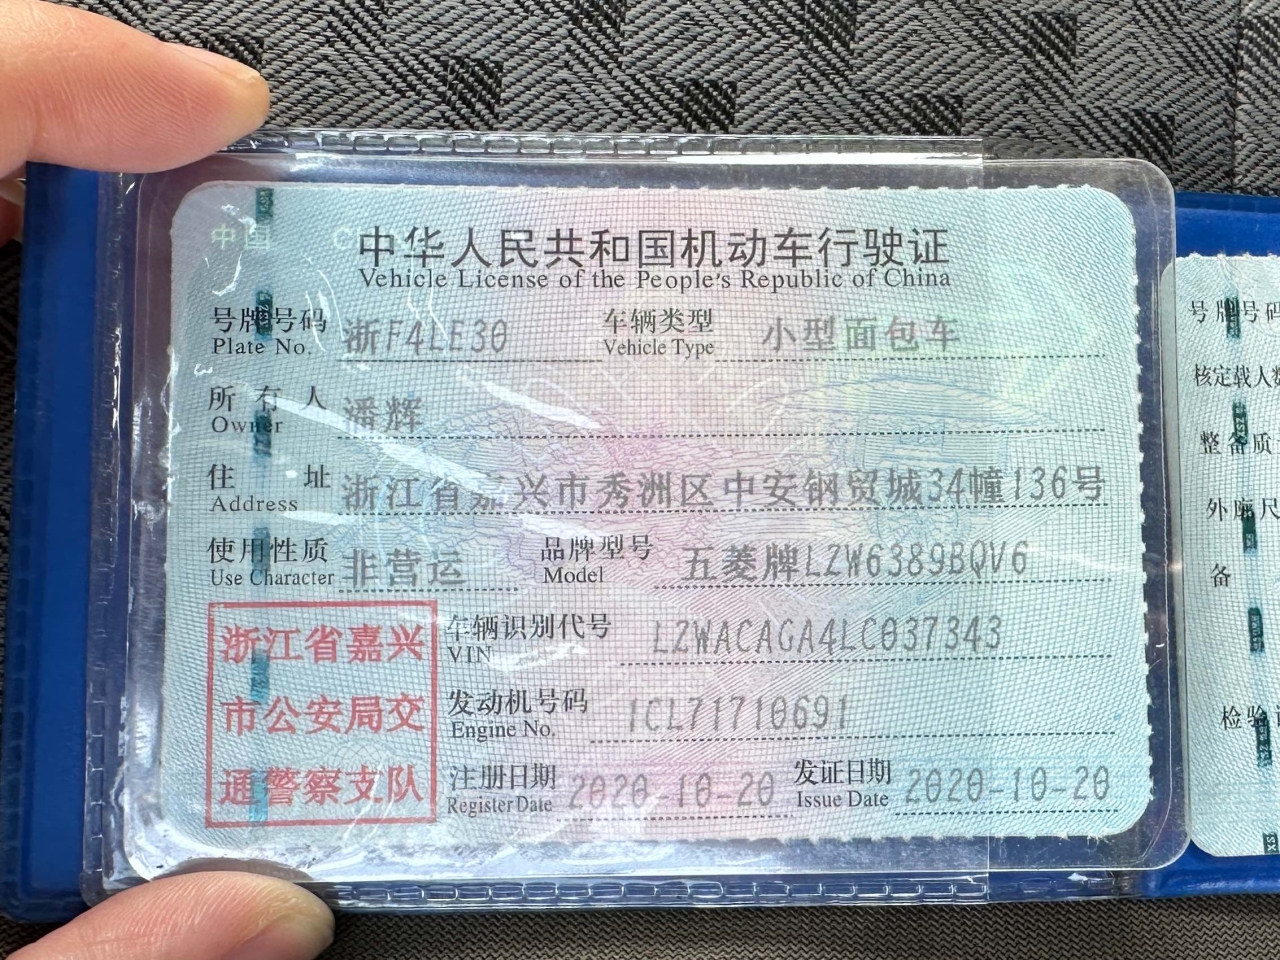 中国 C
中华人民共和国机动车行驶证
Vehicle License of the People's Republic of China
号牌号码 浙F4LE30 车辆类型 小型面包车
Plate No. Vehicle Type
所有人 潘辉
Owner
住址 浙江省嘉兴市秀洲区中安钢贸城34幢136号
Address
使用性质 非营运 品牌型号 五菱牌LZW6389BQV6
Use Character Model
浙江省嘉兴
市公安局交
通警察支队
车辆识别代号 LZWACAGA4LC037343
VIN
发动机号码 1CL71710691
Engine No.
注册日期 2020-10-20 发证日期 2020-10-20
Register Date Issue Date
号牌号码
核定载人数
整备质
外廓尺
备
检验